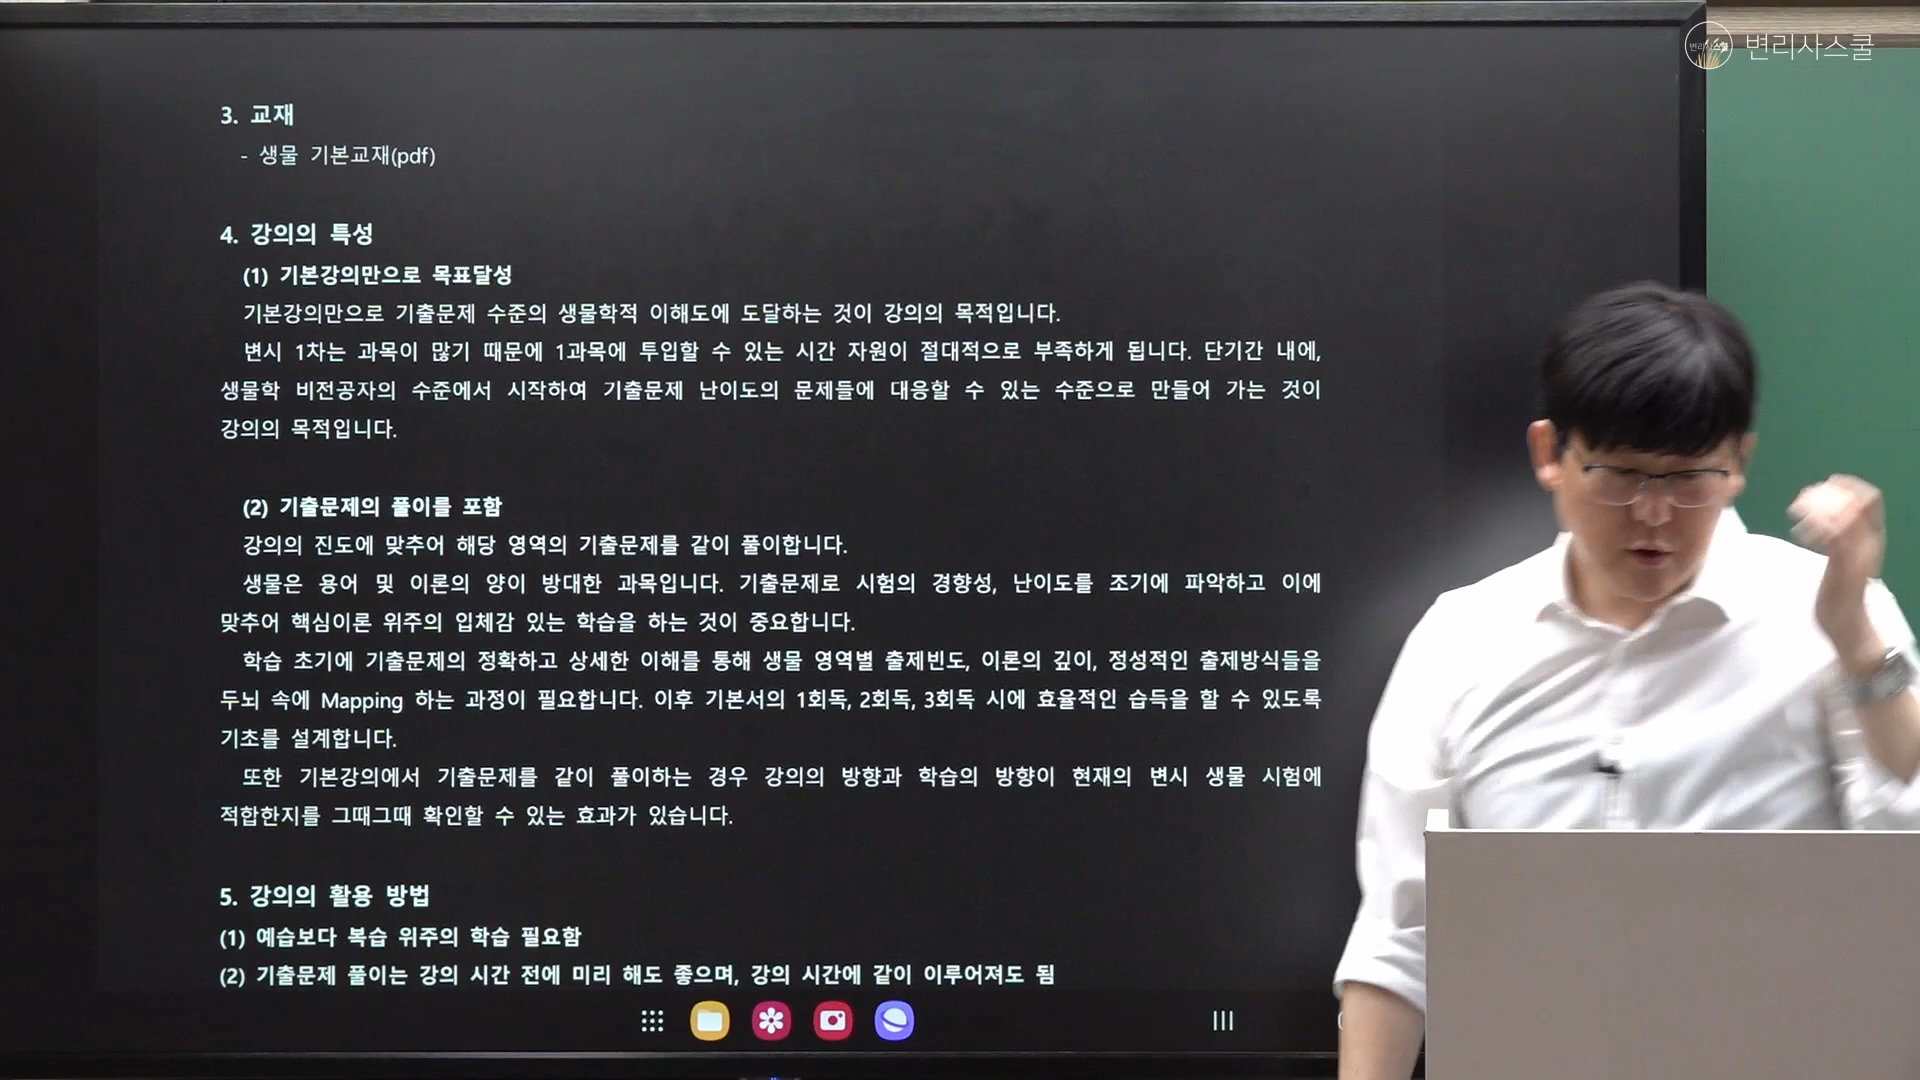 변리사스쿨
변리사스쿨
3. 교재
- 생물 기본교재(pdf)
4. 강의의 특성
(1) 기본강의만으로 목표달성
기본강의만으로 기출문제 수준의 생물학적 이해도에 도달하는 것이 강의의 목적입니다.
변시 1차는 과목이 많기 때문에 1과목에 투입할 수 있는 시간 자원이 절대적으로 부족하게 됩니다. 단기간 내에,
생물학 비전공자의 수준에서 시작하여 기출문제 난이도의 문제들에 대응할 수 있는 수준으로 만들어 가는 것이
강의의 목적입니다.
(2) 기출문제의 풀이를 포함
강의의 진도에 맞추어 해당 영역의 기출문제를 같이 풀이합니다.
생물은 용어 및 이론의 양이 방대한 과목입니다. 기출문제로 시험의 경향성, 난이도를 조기에 파악하고 이에
맞추어 핵심이론 위주의 입체감 있는 학습을 하는 것이 중요합니다.
학습 초기에 기출문제의 정확하고 상세한 이해를 통해 생물 영역별 출제빈도, 이론의 깊이, 정성적인 출제방식들을
두뇌 속에 Mapping 하는 과정이 필요합니다. 이후 기본서의 1회독, 2회독, 3회독 시에 효율적인 습득을 할 수 있도록
기초를 설계합니다.
또한 기본강의에서 기출문제를 같이 풀이하는 경우 강의의 방향과 학습의 방향이 현재의 변시 생물 시험에
적합한지를 그때그때 확인할 수 있는 효과가 있습니다.
5. 강의의 활용 방법
(1) 예습보다 복습 위주의 학습 필요함
(2) 기출문제 풀이는 강의 시간 전에 미리 해도 좋으며, 강의 시간에 같이 이루어져도 됨